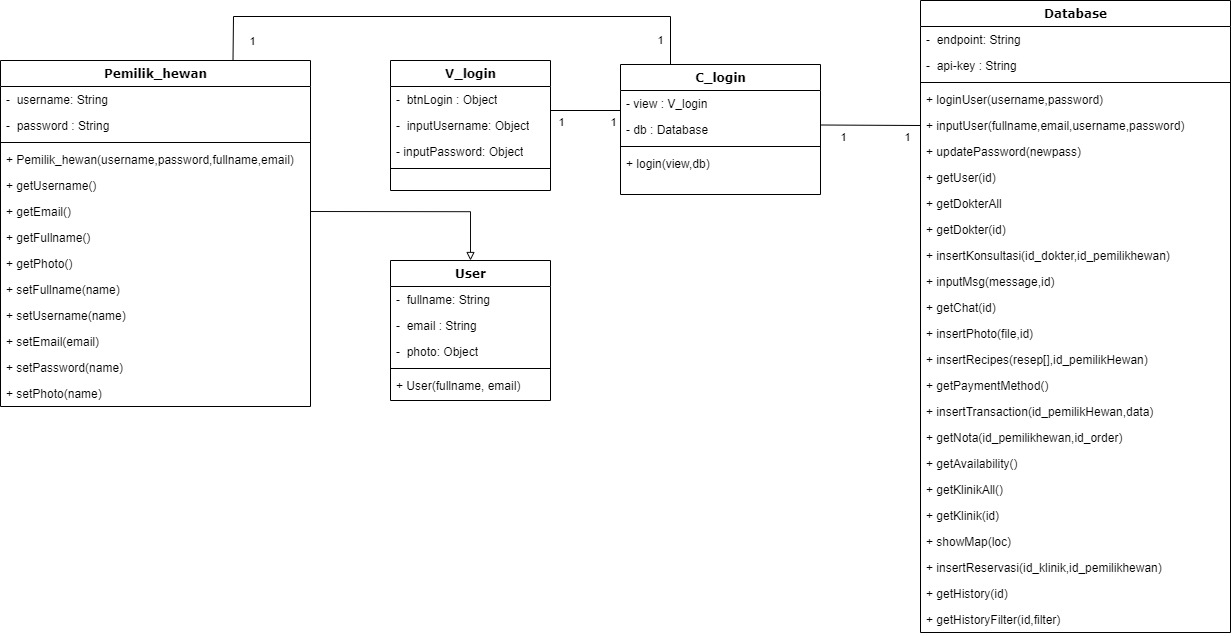 Pemilik_hewan
- username: String
- password : String
+ Pemilik_hewan(username,password,fullname,email)
+ getUsername()
+ getEmail()
+ getFullname()
+ getPhoto()
+ setFullname(name)
+ setUsername(name)
+ setEmail(email)
+ setPassword(name)
+ setPhoto(name)
1
1
V_login
- btnLogin : Object
- inputUsername: Object
- inputPassword: Object
1
1
User
- fullname: String
- email : String
- photo: Object
+ User(fullname, email)
C_login
- view : V_login
- db : Database
+ login(view,db)
1
1
Database
- endpoint: String
- api-key : String
+ loginUser(username,password)
+ inputUser(fullname,email,username,password)
+ updatePassword(newpass)
+ getUser(id)
+ getDokterAll
+ getDokter(id)
+ insertKonsultasi(id_dokter,id_pemilikhewan)
+ inputMsg(message,id)
+ getChat(id)
+ insertPhoto(file,id)
+ insertRecipes(resep[],id_pemilikHewan)
+ getPaymentMethod()
+ insertTransaction(id_pemilikHewan,data)
+ getNota(id_pemilikhewan,id_order)
+ getAvailability()
+ getKlinikAll()
+ getKlinik(id)
+ showMap(loc)
+ insertReservasi(id_klinik,id_pemilikhewan)
+ getHistory(id)
+ getHistoryFilter(id,filter)